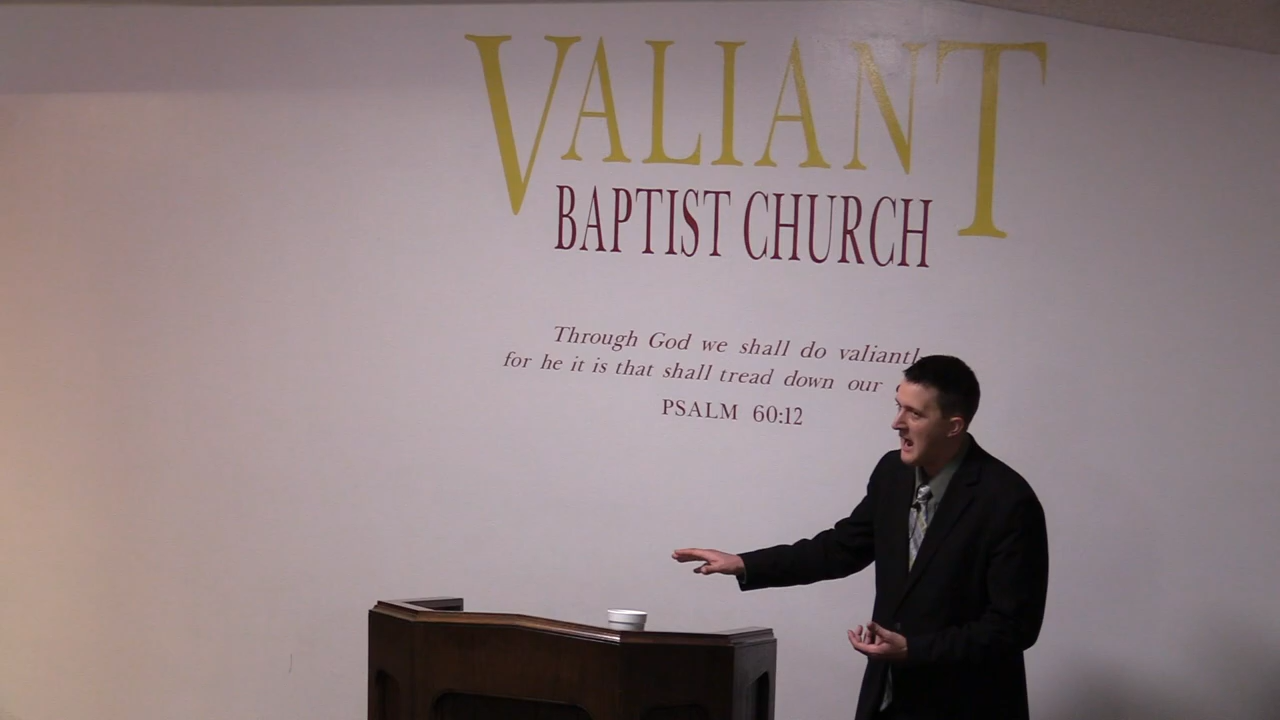 VALIANT
BAPTIST CHURCH
Through God we shall do valiantl
for he it is that shall tread down our
PSALM 60:12